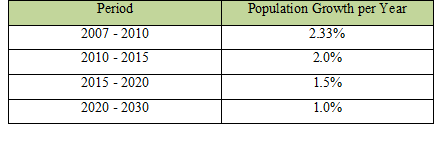 Period Population Growth per Year
2007 - 2010 2.33%
2010 - 2015 2.0%
2015 - 2020 1.5%
2020 - 2030 1.0%